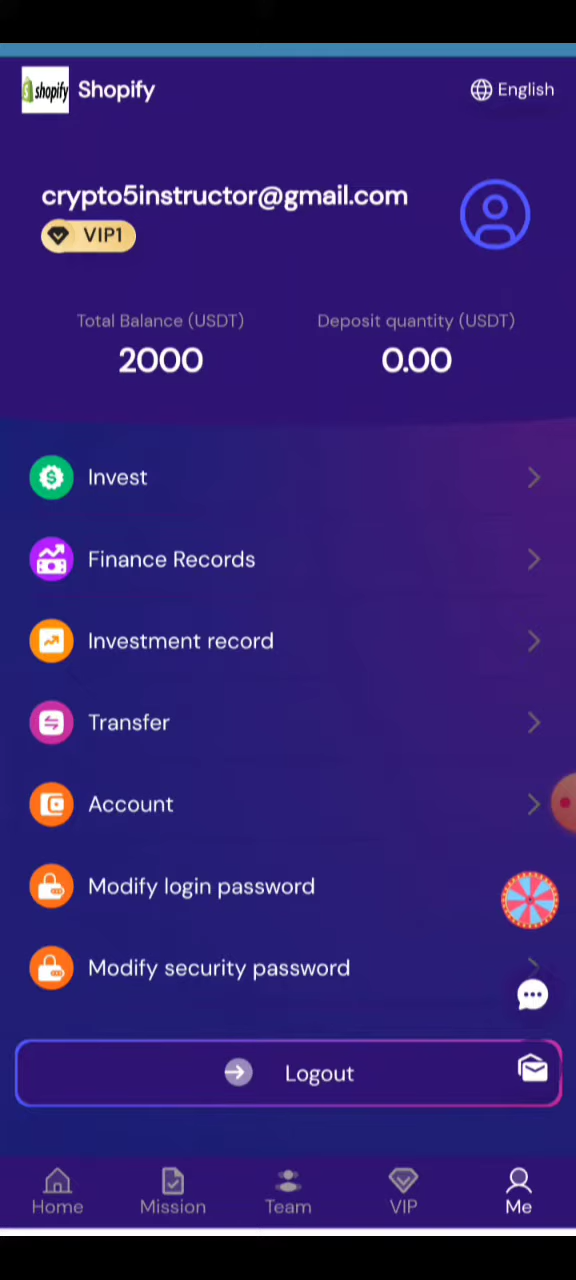 shopify
Shopify
English
crypto5instructor@gmail.com
VIP1
Total Balance (USDT)
Deposit quantity (USDT)
2000
0.00
Invest
Finance Records
Investment record
Transfer
Account
Modify login password
Modify security password
Logout
Home
Mission
Team
VIP
Me